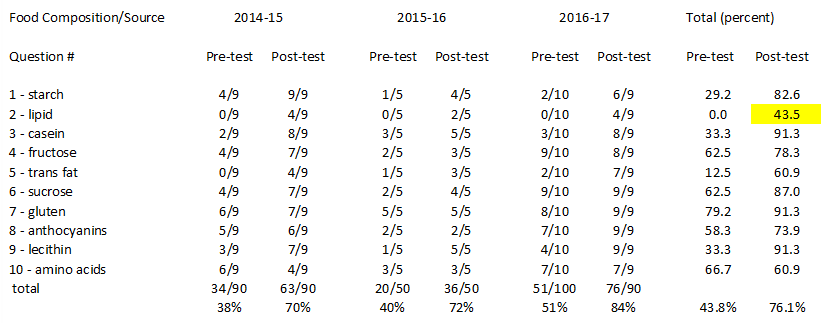 Food Composition/Source 2014-15 2015-16 2016-17 Total (percent)
Question # Pre-test Post-test Pre-test Post-test Pre-test Post-test Pre-test Post-test
1 - starch 4/9 9/9 1/5 4/5 2/10 6/9 29.2 82.6
2 - lipid 0/9 4/9 0/5 2/5 0/10 4/9 0.0 43.5
3 - casein 2/9 8/9 3/5 5/5 3/10 8/9 33.3 91.3
4 - fructose 4/9 7/9 2/5 3/5 9/10 8/9 62.5 78.3
5 - trans fat 0/9 4/9 1/5 3/5 2/10 7/9 12.5 60.9
6 - sucrose 4/9 7/9 2/5 4/5 9/10 9/9 62.5 87.0
7 - gluten 6/9 7/9 5/5 5/5 8/10 9/9 79.2 91.3
8 - anthocyanins 5/9 6/9 2/5 2/5 7/10 9/9 58.3 73.9
9 - lecithin 3/9 7/9 1/5 5/5 4/10 9/9 33.3 91.3
10 - amino acids 6/9 4/9 3/5 3/5 7/10 7/9 66.7 60.9
total 34/90 63/90 20/50 36/50 51/100 76/90
38% 70% 40% 72% 51% 84% 43.8% 76.1%